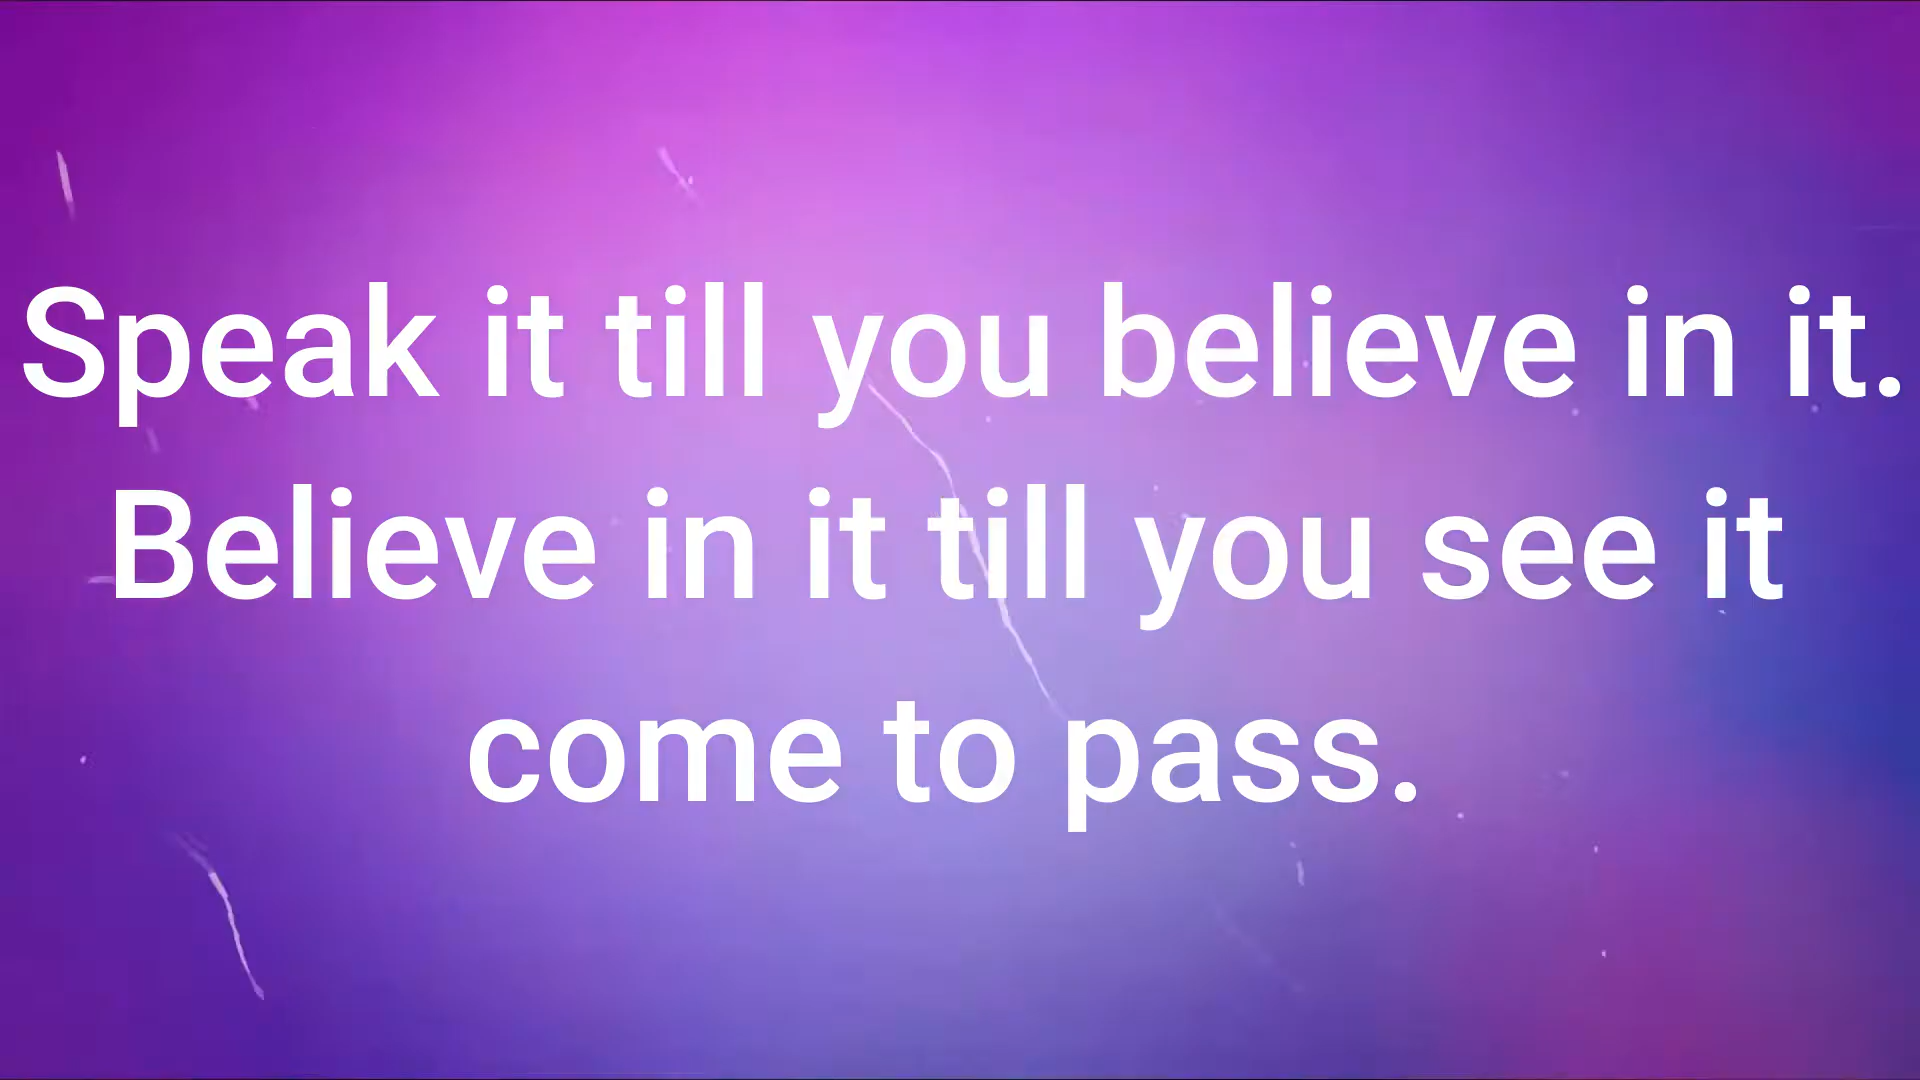 Speak it till you believe in it.
Believe in it till you see it
come to pass.